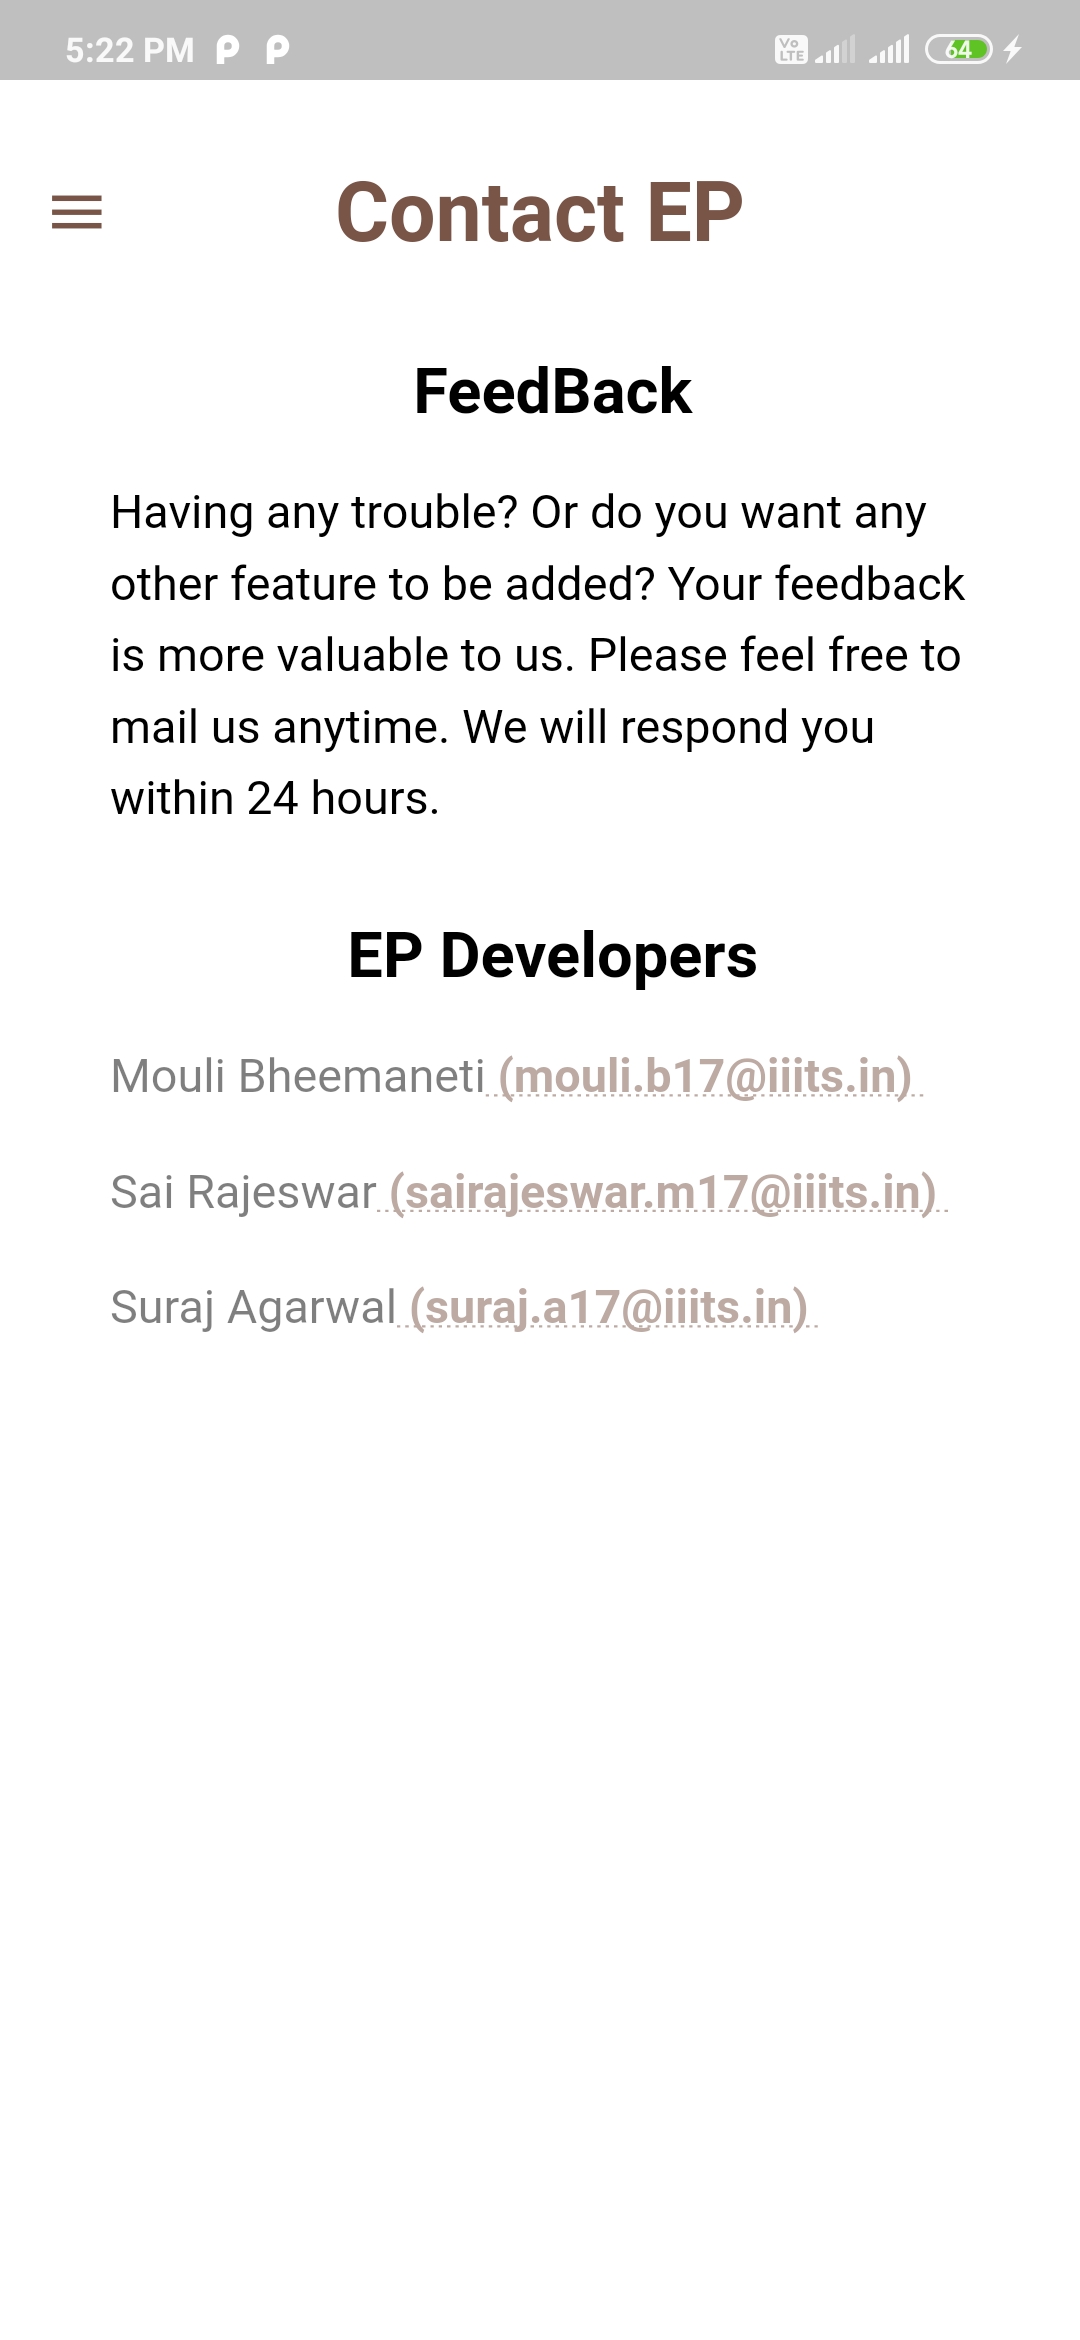 5:22 PM
Vo LTE
64
Contact EP
FeedBack
Having any trouble? Or do you want any
other feature to be added? Your feedback
is more valuable to us. Please feel free to
mail us anytime. We will respond you
within 24 hours.
EP Developers
Mouli Bheemaneti (mouli.b17@iiits.in)
Sai Rajeswar (sairajeswar.m17@iiits.in)
Suraj Agarwal (suraj.a17@iiits.in)